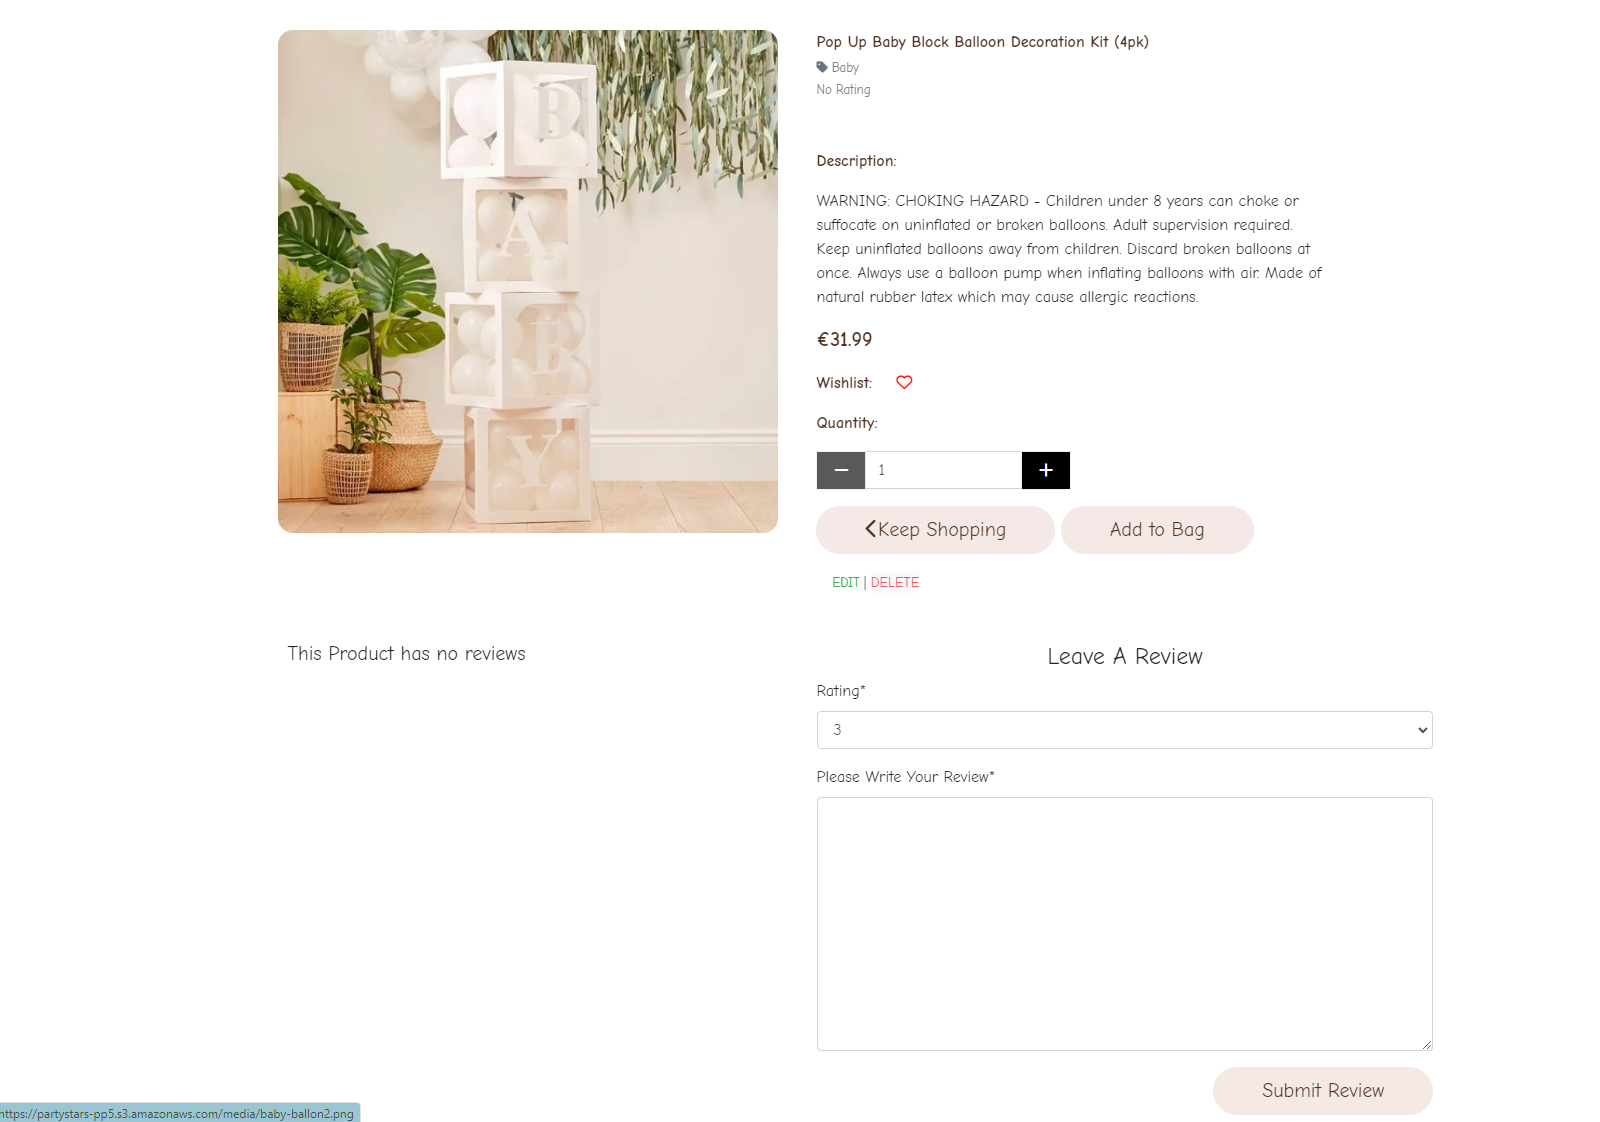 B
A
B
Y
Pop Up Baby Block Balloon Decoration Kit (4pk)
Baby
No Rating
Description:
WARNING: CHOKING HAZARD - Children under 8 years can choke or
suffocate on uninflated or broken balloons. Adult supervision required.
Keep uninflated balloons away from children. Discard broken balloons at
once. Always use a balloon pump when inflating balloons with air. Made of
natural rubber latex which may cause allergic reactions.
€31.99
Wishlist:
Quantity:
1
Keep Shopping
Add to Bag
EDIT | DELETE
This Product has no reviews
Leave A Review
Rating*
3
Please Write Your Review*
Submit Review
https://partystars-pp5.s3.amazonaws.com/media/baby-ballon2.png